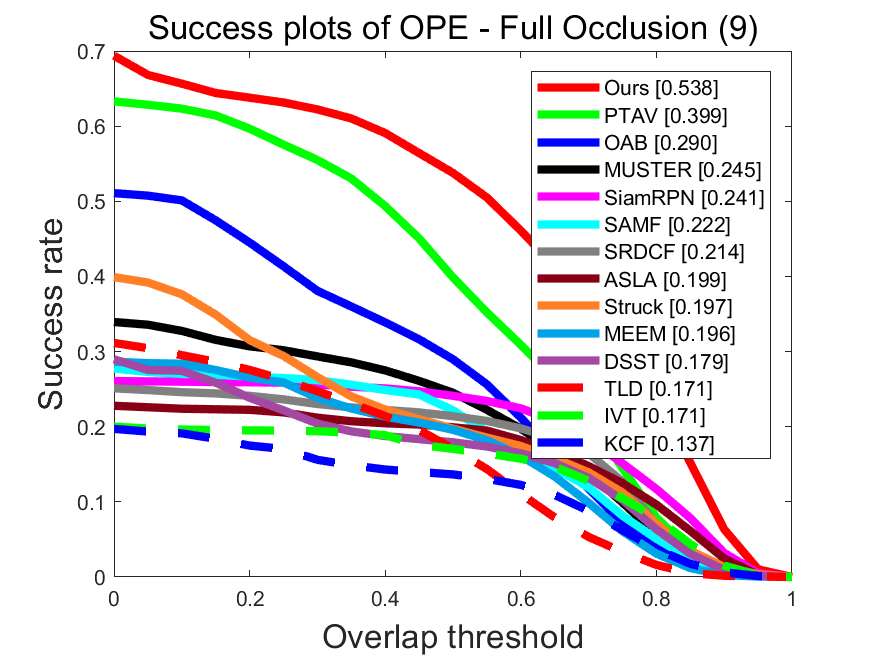 Success plots of OPE - Full Occlusion (9)
0.7
0.6
0.5
0.4
0.3
0.2
0.1
0
Success rate
Ours [0.538]
PTAV [0.399]
OAB [0.290]
MUSTER [0.245]
SiamRPN [0.241]
SAMF [0.222]
SRDCF [0.214]
ASLA [0.199]
Struck [0.197]
MEEM [0.196]
DSST [0.179]
TLD [0.171]
IVT [0.171]
KCF [0.137]
0 0.2 0.4 0.6 0.8 1
Overlap threshold